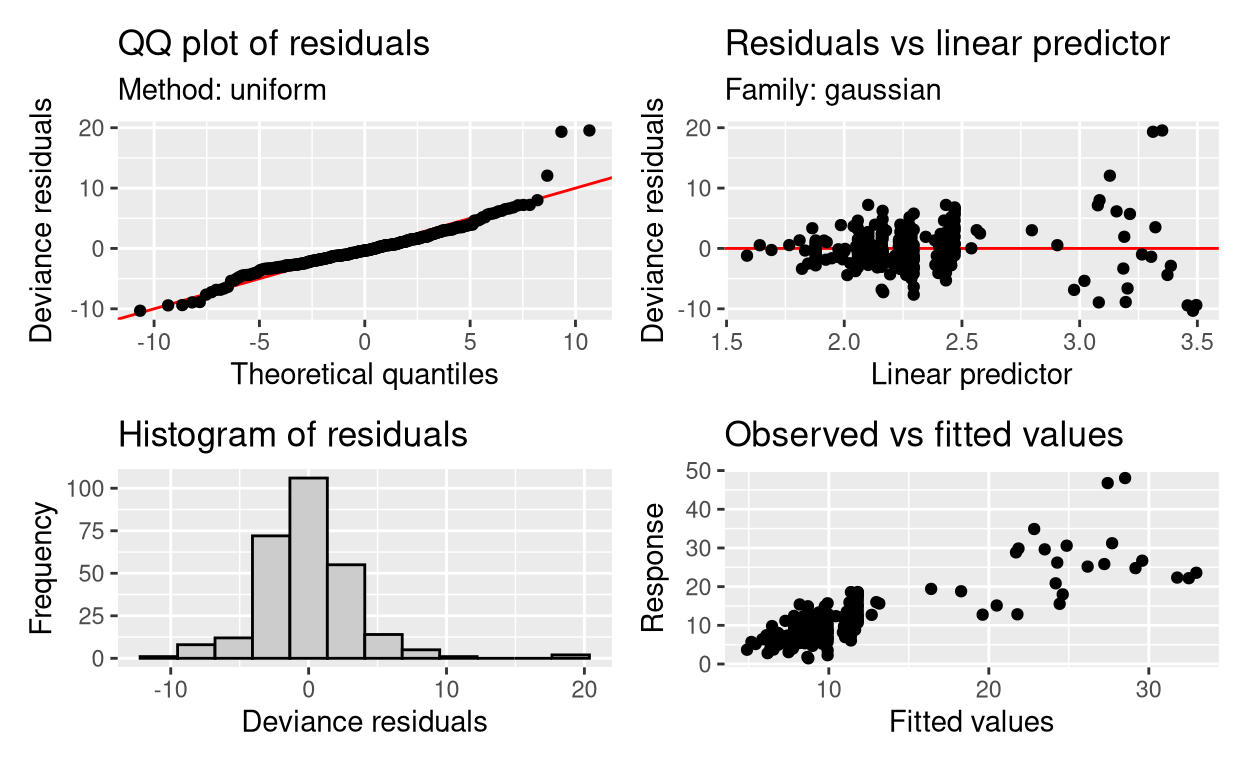 QQ plot of residuals
Method: uniform
Deviance residuals
20
10
0
-10
-10
-5
0
5
10
Theoretical quantiles
Residuals vs linear predictor
Family: gaussian
Deviance residuals
20
10
0
-10
1.5
2.0
2.5
3.0
3.5
Linear predictor
Histogram of residuals
Frequency
100
75
50
25
0
-10
0
10
20
Deviance residuals
Observed vs fitted values
Response
50
40
30
20
10
0
10
20
30
Fitted values